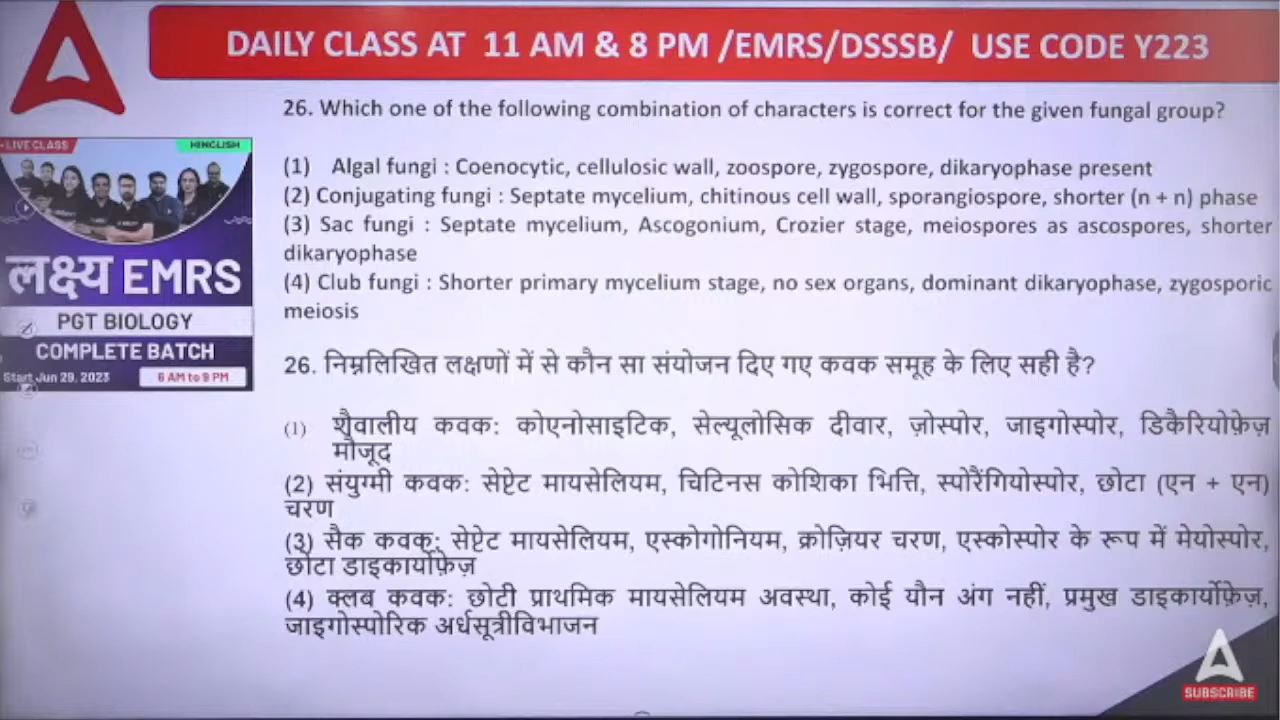 DAILY CLASS AT 11 AM & 8 PM /EMRS/DSSSB/ USE CODE Y223
LIVE CLASS
HINGLISH
लक्ष्य EMRS
PGT BIOLOGY
COMPLETE BATCH
Start Jun 29. 2023
6 AM to 9 PM
26. Which one of the following combination of characters is correct for the given fungal group?
(1) Algal fungi : Coenocytic, cellulosic wall, zoospore, zygospore, dikaryophase present
(2) Conjugating fungi : Septate mycelium, chitinous cell wall, sporangiospore, shorter (n + n) phase
(3) Sac fungi : Septate mycelium, Ascogonium, Crozier stage, meiospores as ascospores, shorter
dikaryophase
(4) Club fungi : Shorter primary mycelium stage, no sex organs, dominant dikaryophase, zygosporic
meiosis
26. निम्नलिखित लक्षणों में से कौन सा संयोजन दिए गए कवक समूह के लिए सही है?
(1) शैवालीय कवक: कोएनोसाइटिक, सेल्यूलोसिक दीवार, ज़ोस्पोर, जाइगोस्पोर, डिकैरियोफ़ेज़
मौजूद
(2) संयुग्मी कवक: सेप्टेट मायसेलियम, चिटिनस कोशिका भित्ति, स्पोरैंगियोस्पोर, छोटा (एन + एन)
चरण
(3) सैक कवक: सेप्टेट मायसेलियम, एस्कोगोनियम, क्रोज़ियर चरण, एस्कोस्पोर के रूप में मेयोस्पोर,
छोटा डाइकार्योफ़ेज़
(4) क्लब कवक: छोटी प्राथमिक मायसेलियम अवस्था, कोई यौन अंग नहीं, प्रमुख डाइकार्योफ़ेज़,
जाइगोस्पोरिक अर्धसूत्रीविभाजन
SUBSCRIBE